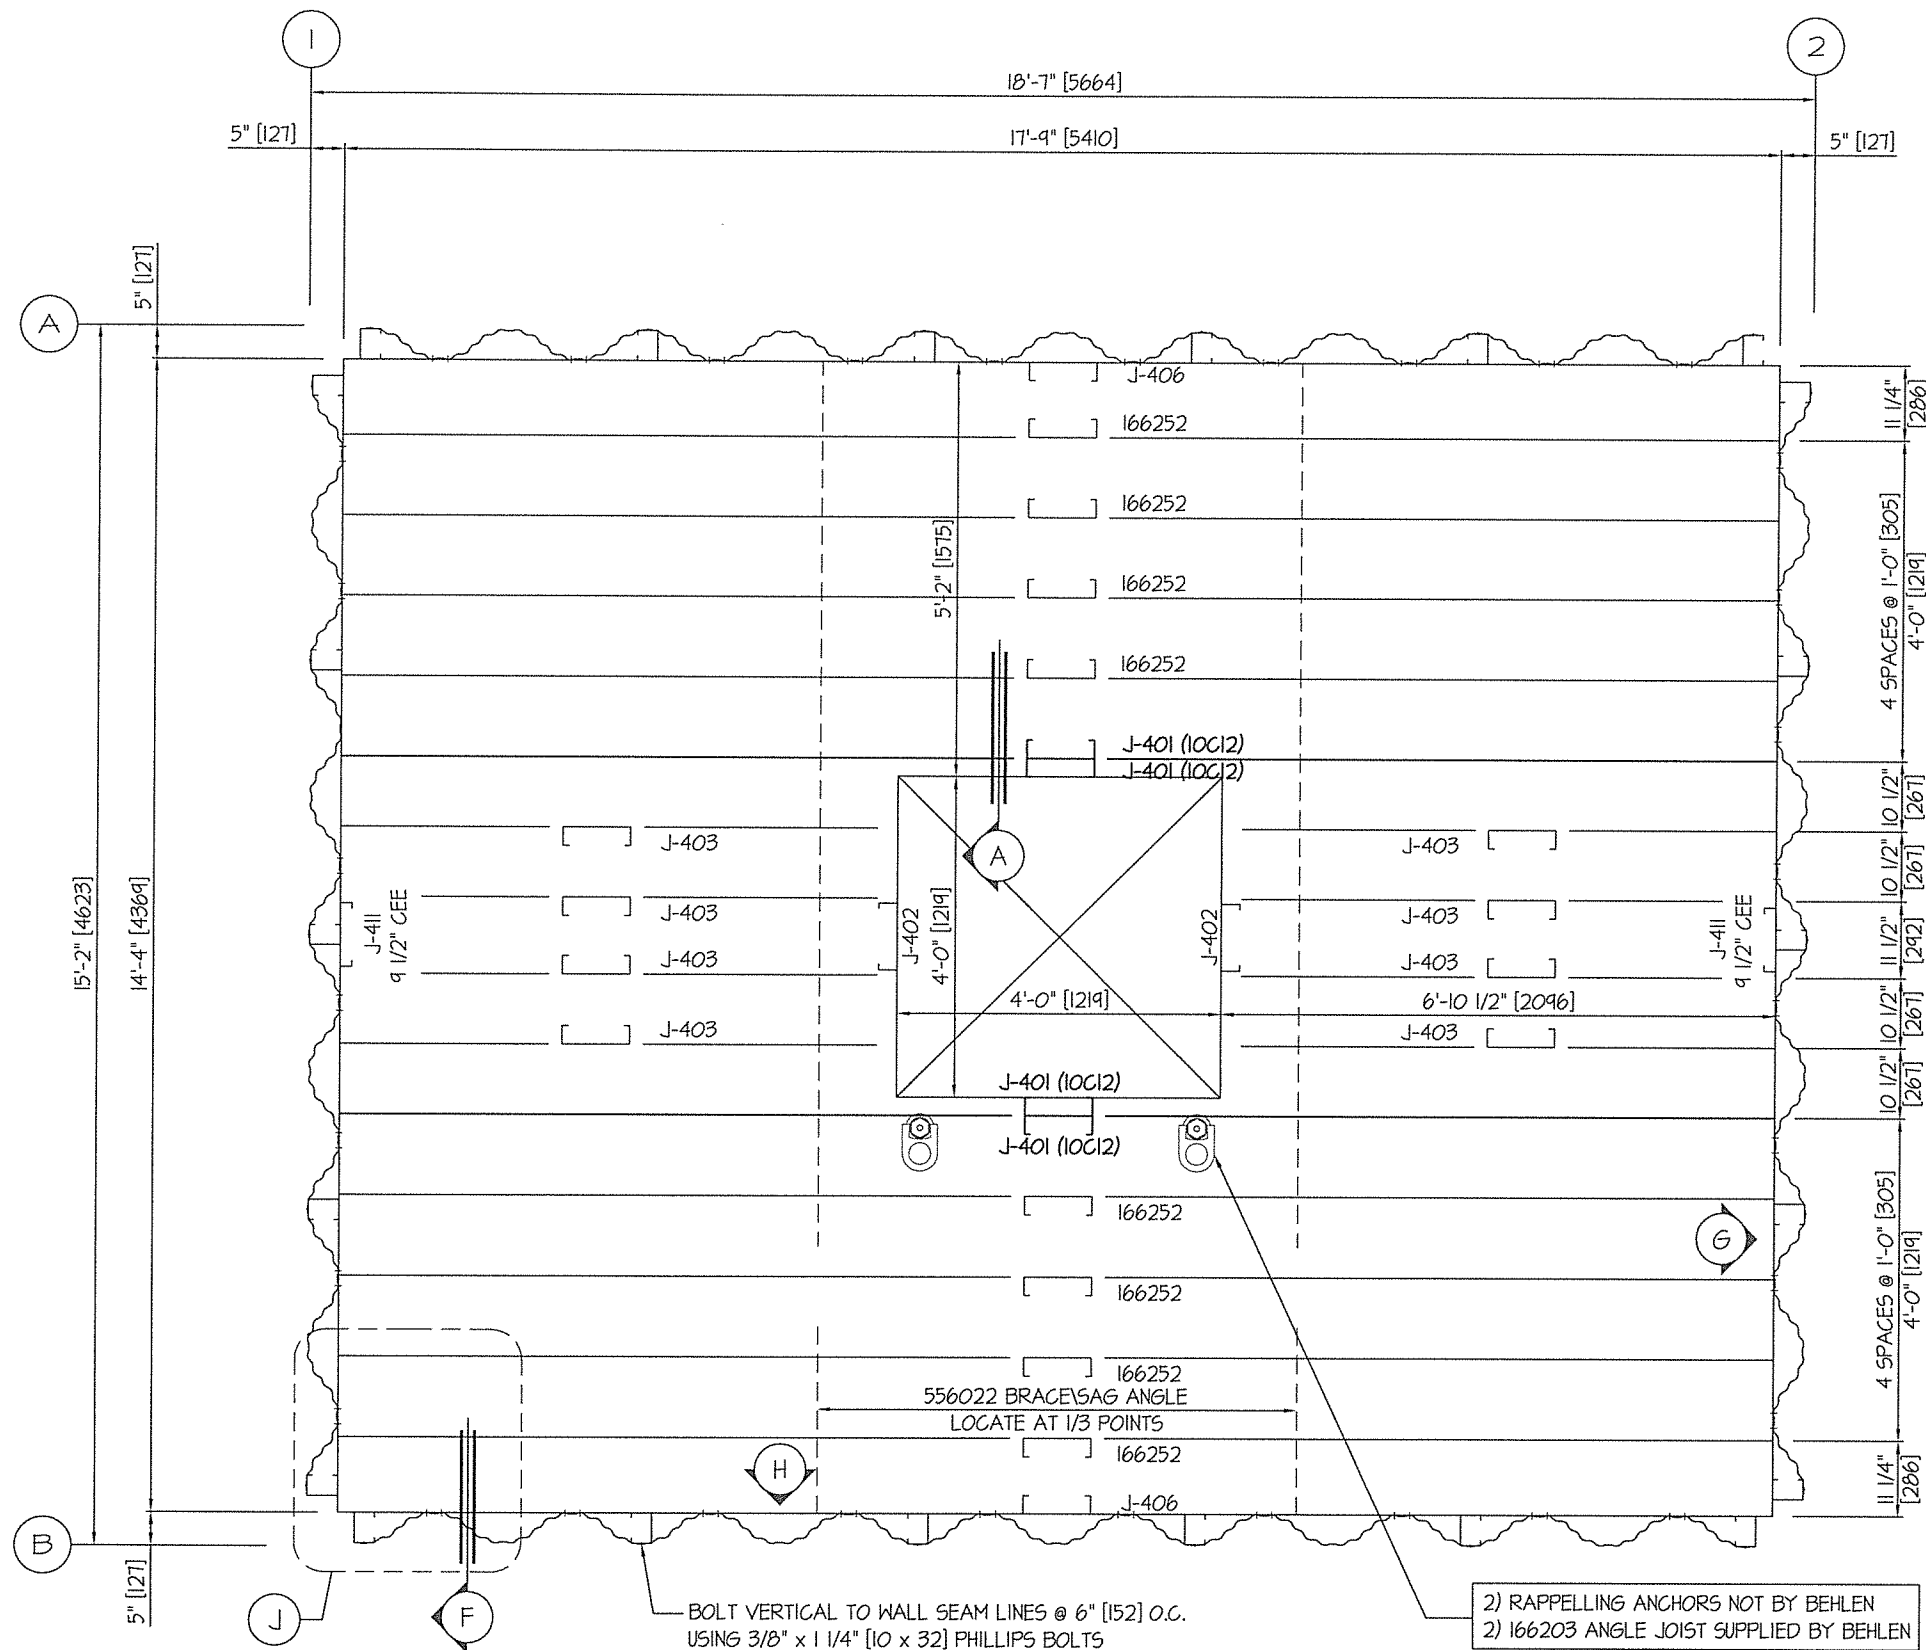 1
2
18'-7" [5664]
5" [127]
17'-9" [5410]
5" [127]
A
5" [127]
15'-2" [4623]
14'-4" [4369]
J-406
166252
166252
166252
166252
5'-2" [1575]
11 1/4" [286]
4 SPACES @ 1'-0" [305]
4'-0" [1219]
J-401 (10C12)
J-401 (10C12)
A
10 1/2" [267]
10 1/2" [267]
11 1/2" [292]
10 1/2" [267]
10 1/2" [267]
J-403
J-403
J-403
J-403
J-411
9 1/2" CEE
J-402
4'-0" [1219]
4'-0" [1219]
J-402
J-403
J-403
J-403
6'-10 1/2" [2096]
J-403
J-411
9 1/2" CEE
J-401 (10C12)
J-401 (10C12)
166252
166252
166252
556022 BRACE\SAG ANGLE
LOCATE AT 1/3 POINTS
166252
J-406
G
4 SPACES @ 1'-0" [305]
4'-0" [1219]
11 1/4" [286]
H
B
5" [127]
J
F
BOLT VERTICAL TO WALL SEAM LINES @ 6" [152] O.C.
USING 3/8" x 1 1/4" [10 x 32] PHILLIPS BOLTS
2) RAPPELLING ANCHORS NOT BY BEHLEN
2) 166203 ANGLE JOIST SUPPLIED BY BEHLEN